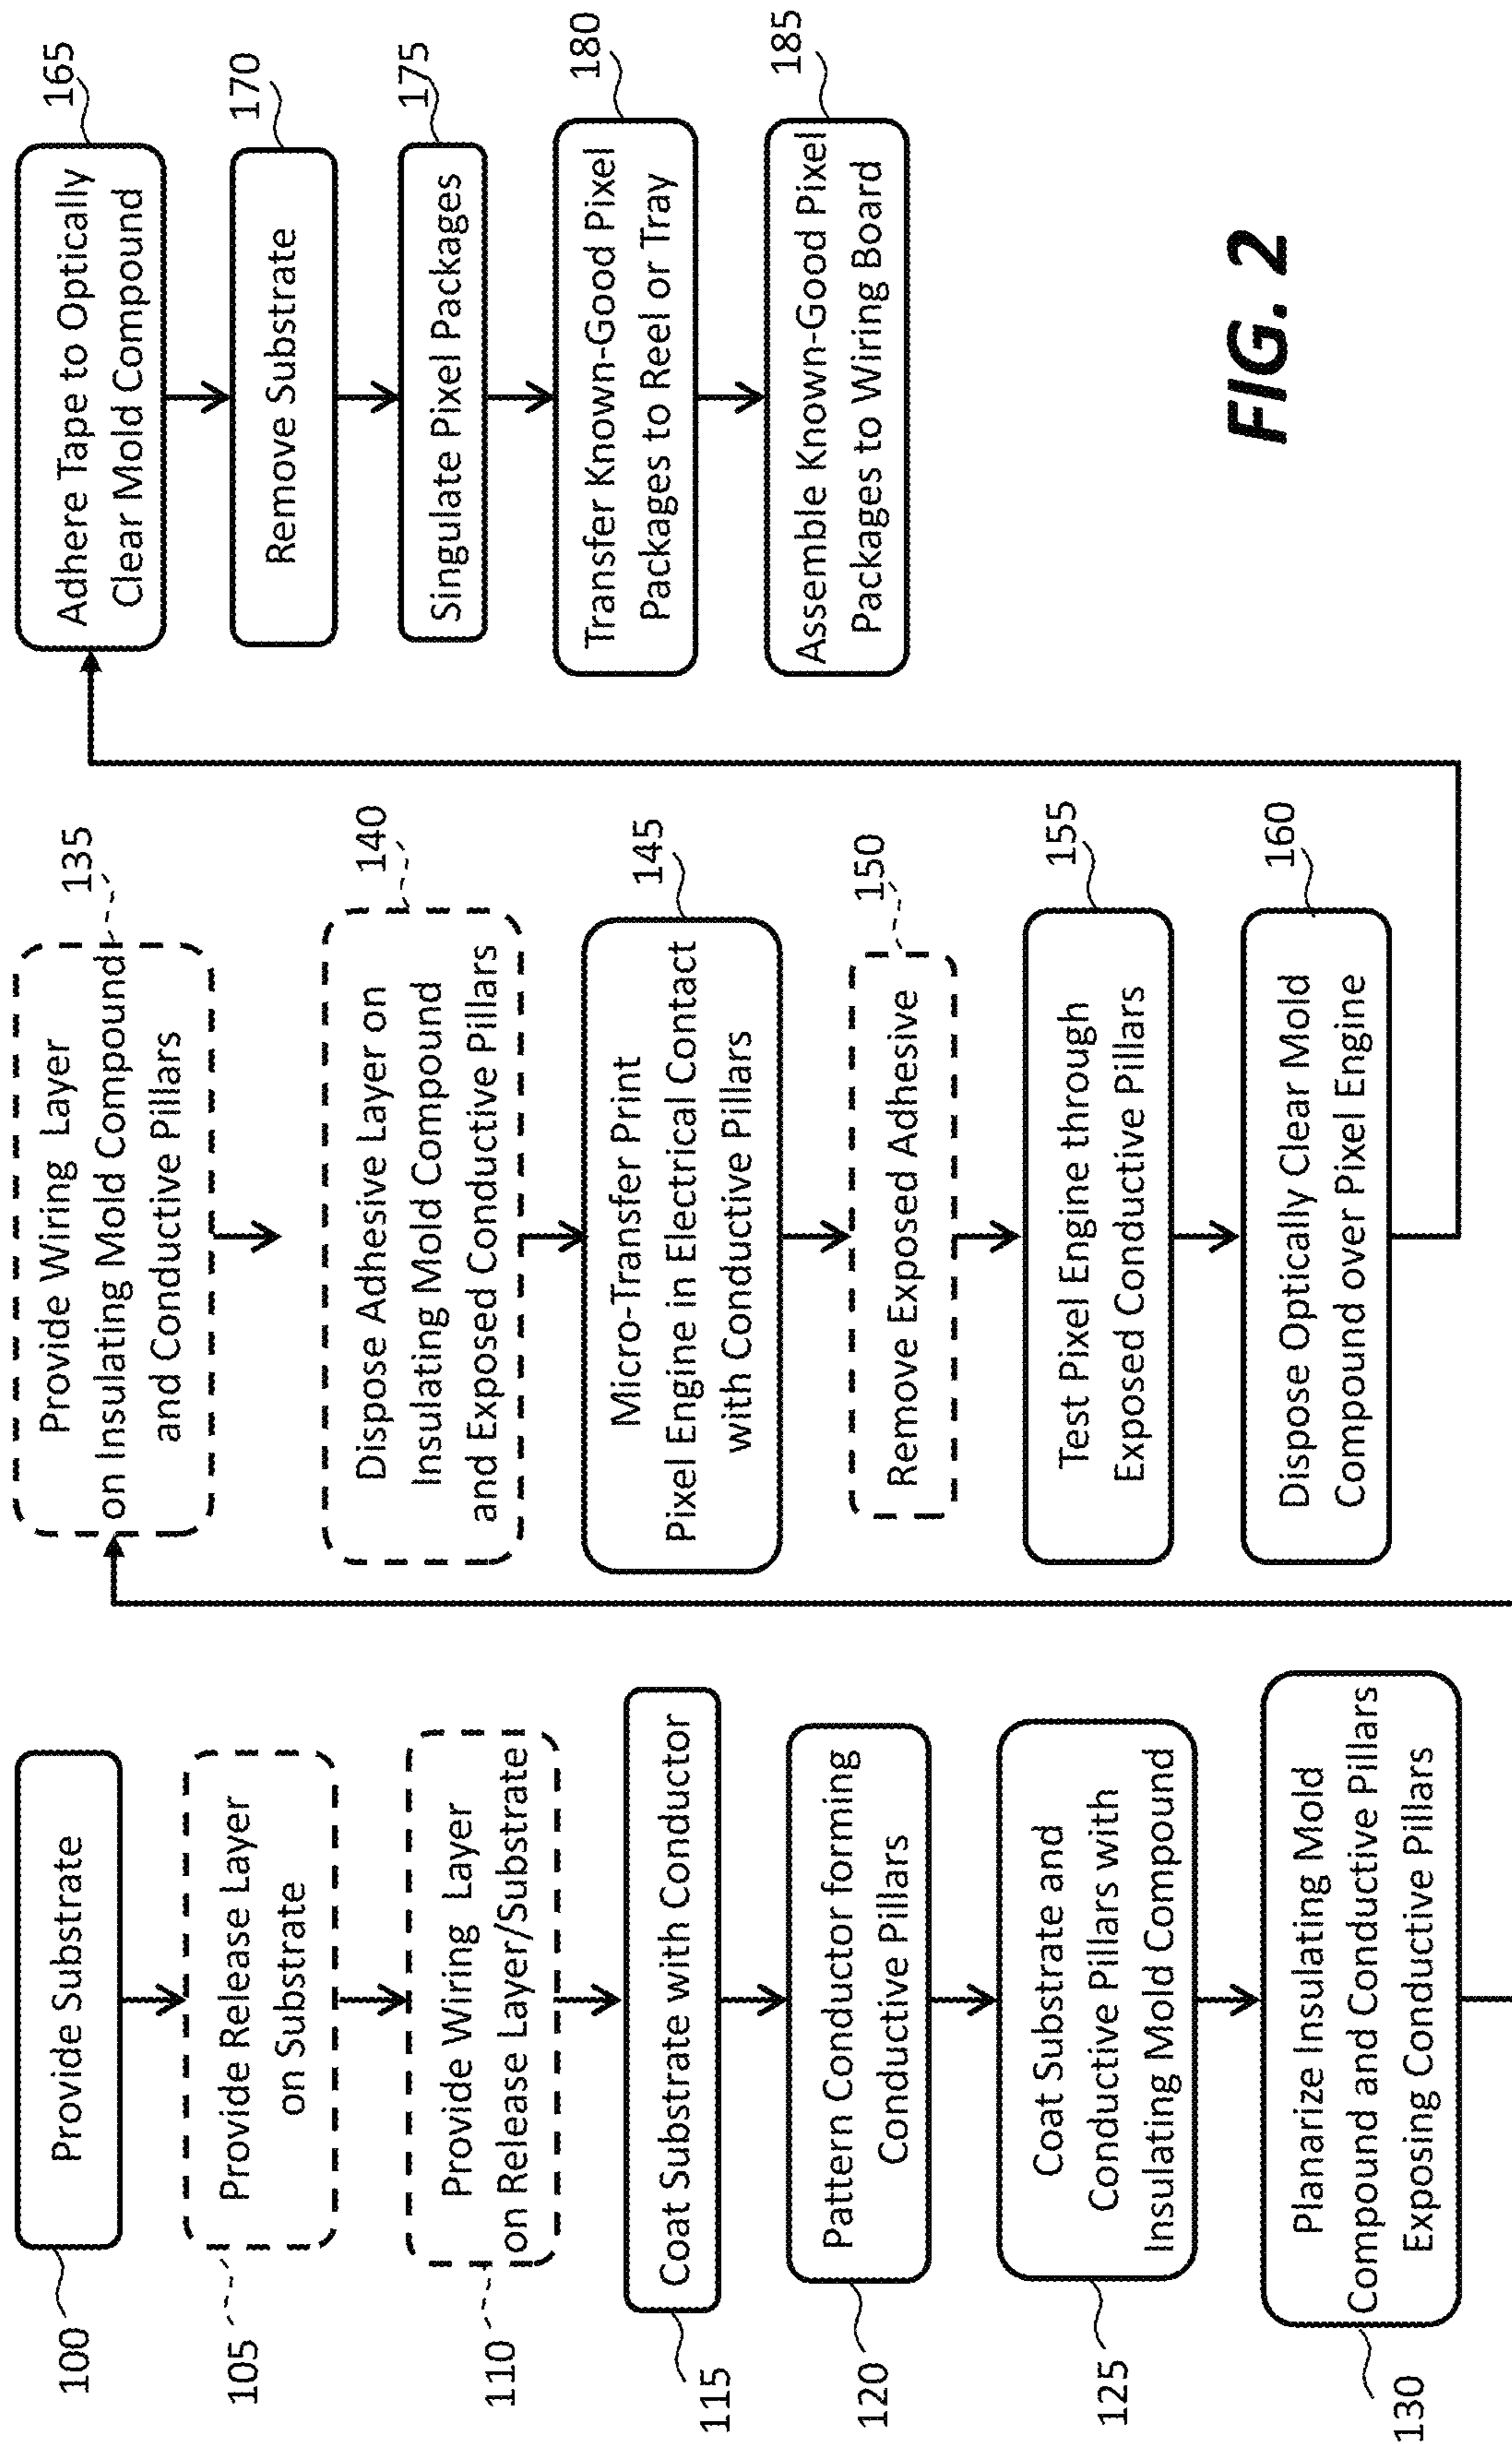 Provide Substrate
100
Provide Release Layer
on Substrate
105
Provide Wiring Layer
on Release Layer/Substrate
110
Coat Substrate with Conductor
115
Pattern Conductor forming
Conductive Pillars
120
Coat Substrate and
Conductive Pillars with
Insulating Mold Compound
125
Planarize Insulating Mold
Compound and Conductive Pillars
Exposing Conductive Pillars
130
Provide Wiring Layer
on Insulating Mold Compound
and Conductive Pillars
135
Dispose Adhesive Layer on
Insulating Mold Compound
and Exposed Conductive Pillars
140
Micro-Transfer Print
Pixel Engine in Electrical Contact
with Conductive Pillars
145
Remove Exposed Adhesive
150
Test Pixel Engine through
Exposed Conductive Pillars
155
Dispose Optically Clear Mold
Compound over Pixel Engine
160
Adhere Tape to Optically
Clear Mold Compound
165
Remove Substrate
170
Singulate Pixel Packages
175
Transfer Known-Good Pixel
Packages to Reel or Tray
180
Assemble Known-Good Pixel
Packages to Wiring Board
185
FIG. 2